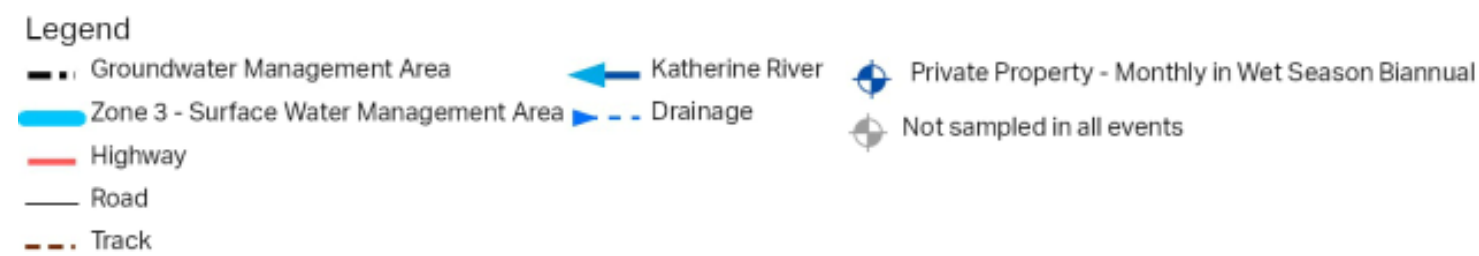 Legend
Groundwater Management Area
Zone 3 - Surface Water Management Area
Highway
Road
Track
Katherine River
Drainage
Private Property - Monthly in Wet Season Biannual
Not sampled in all events